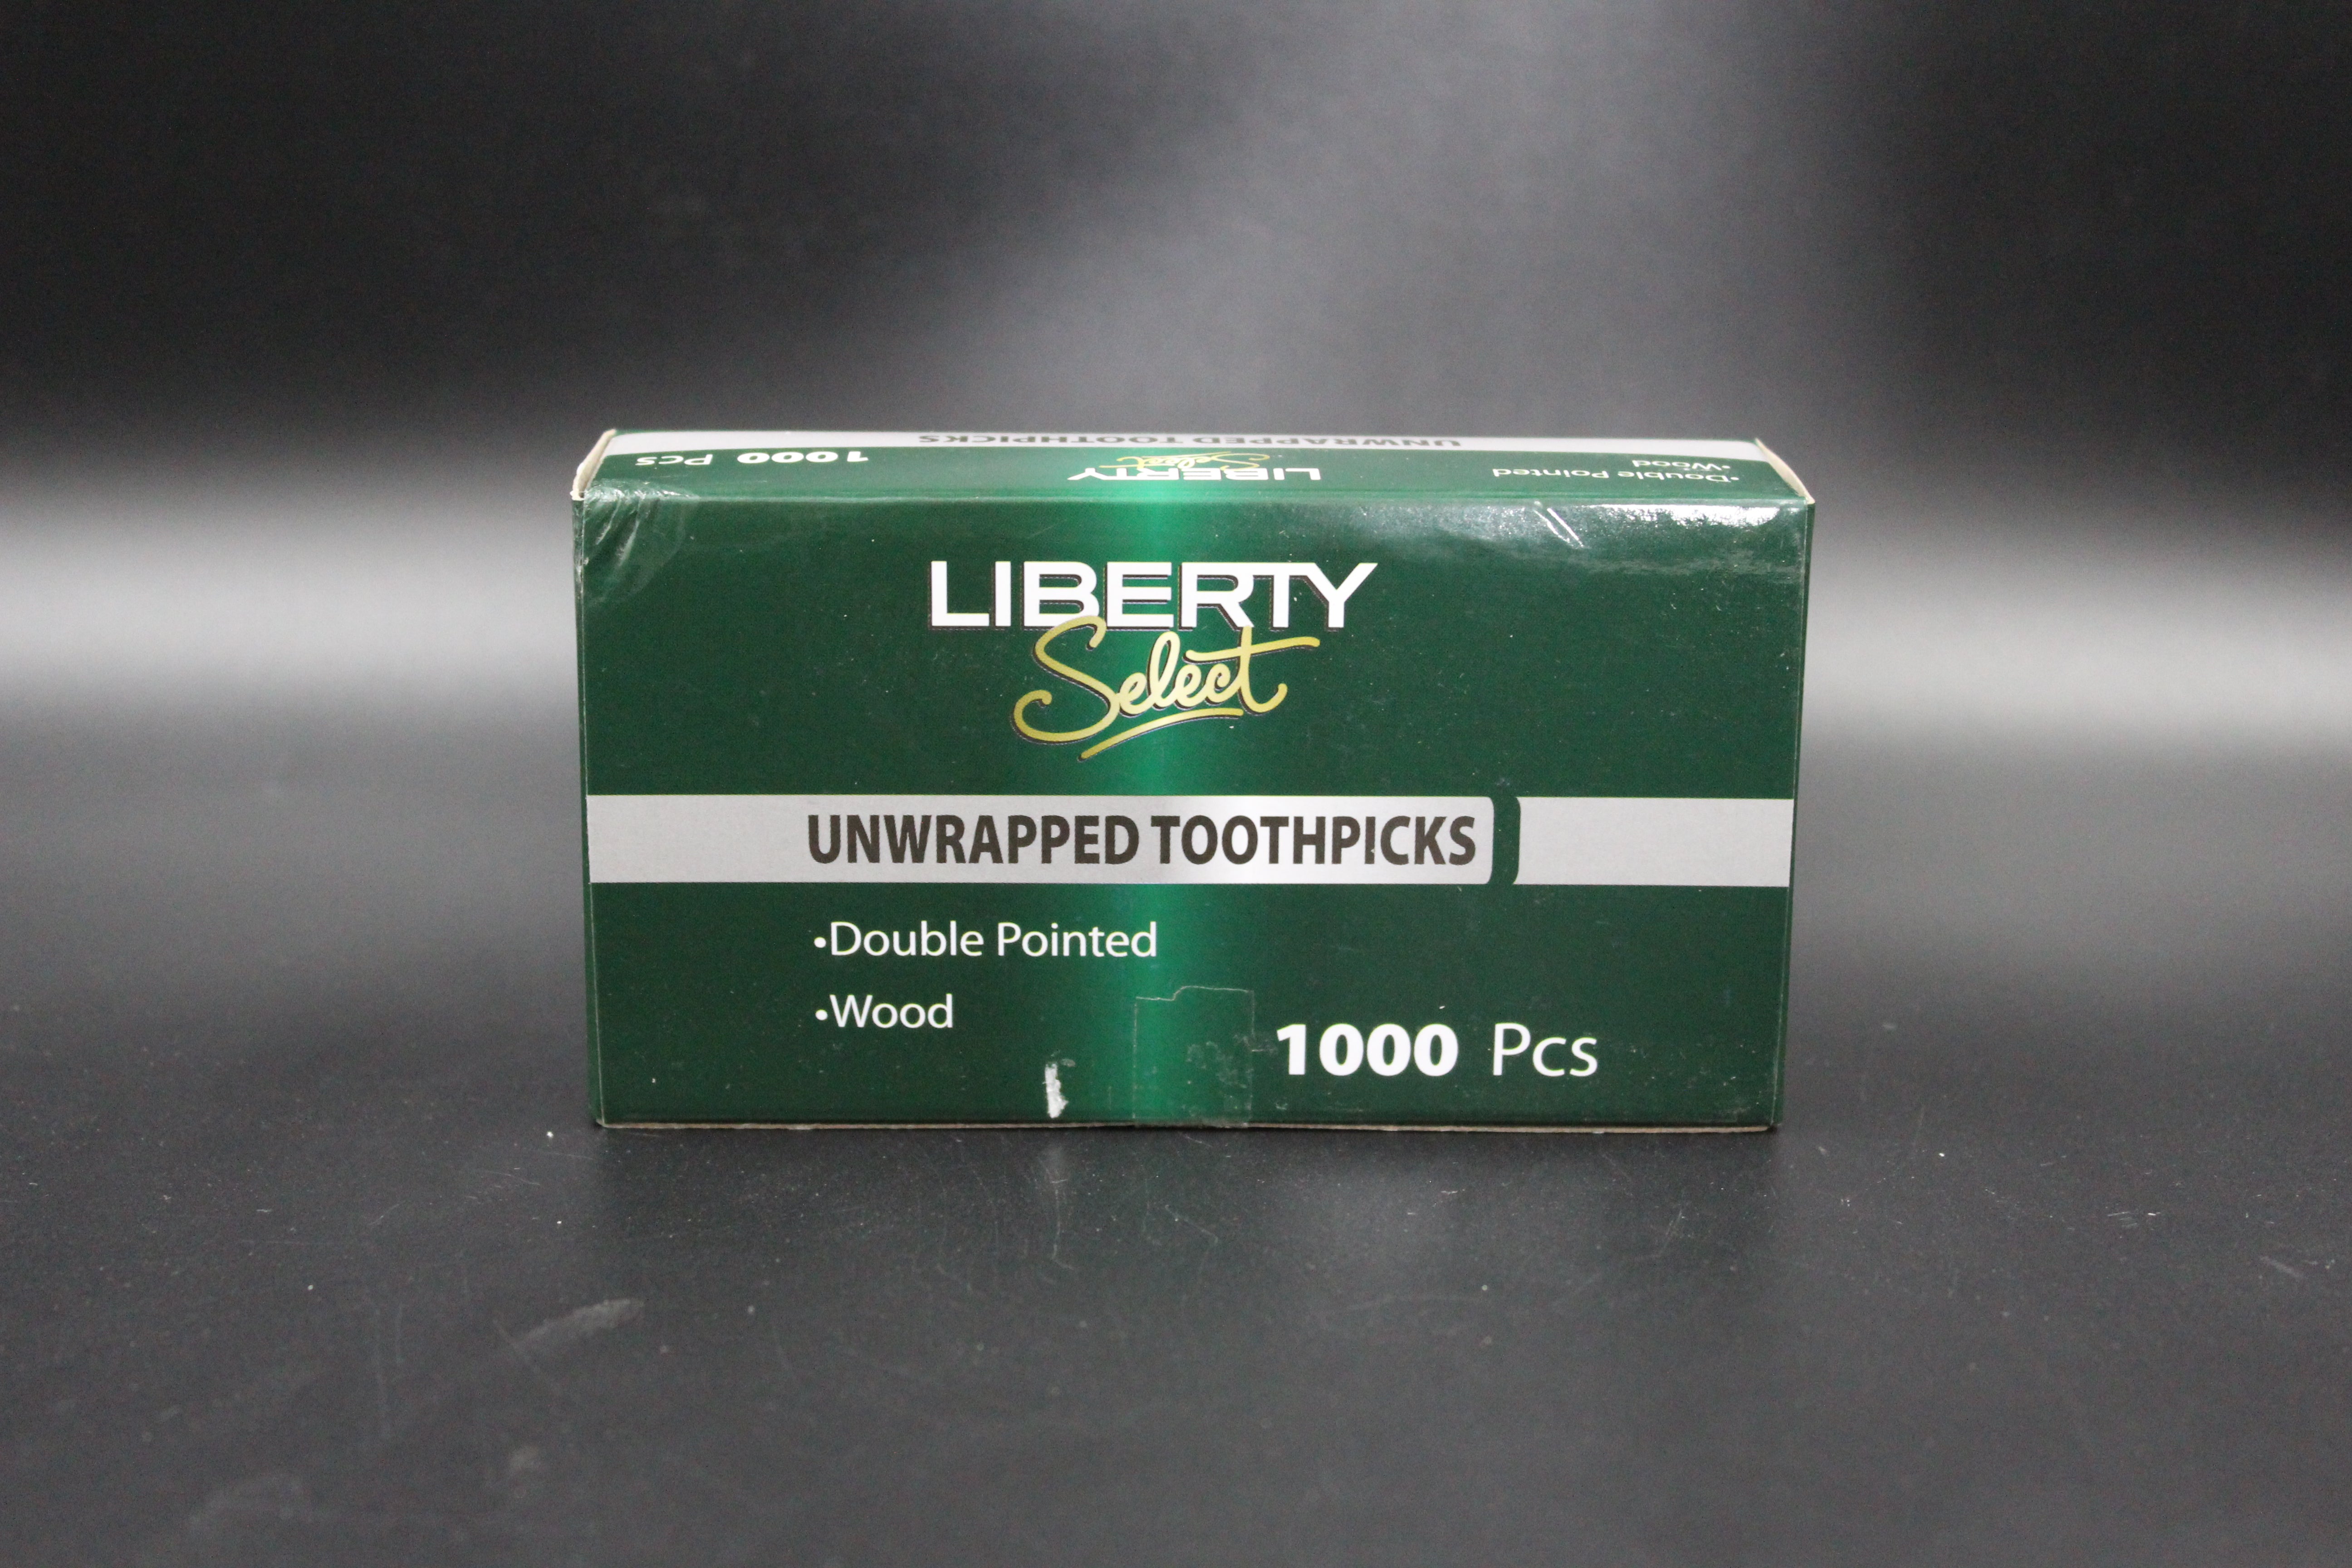 UNWRAPPED TOOTHPICKS
1000 Pcs
LIBERTY
Select
•Double Pointed
•Wood
LIBERTY
Select
UNWRAPPED TOOTHPICKS
•Double Pointed
•Wood
1000 Pcs